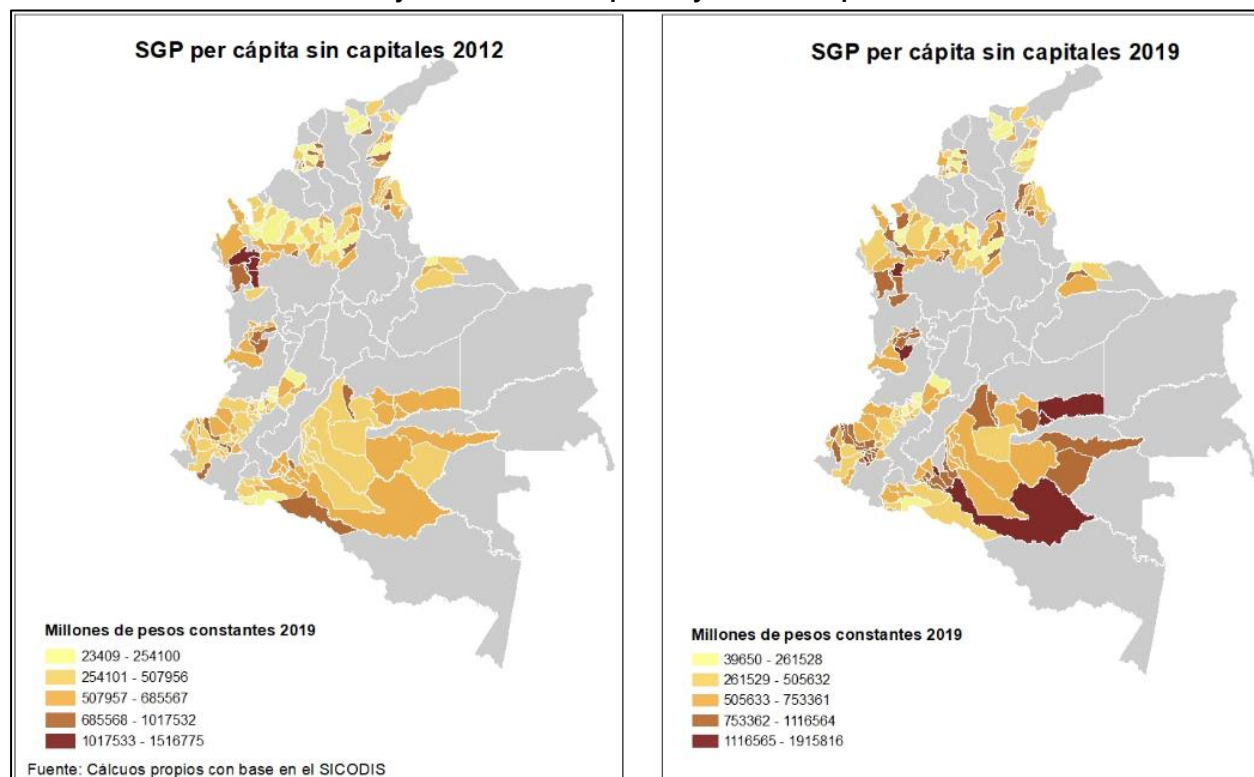 SGP per cápita sin capitales 2012
Millones de pesos constantes 2019
23409 - 254100
254101 - 507956
507957 - 685567
685568 - 1017532
1017533 - 1516775
Fuente: Cálcuos propios con base en el SICODIS
SGP per cápita sin capitales 2019
Millones de pesos constantes 2019
39650 - 261528
261529 - 505632
505633 - 753361
753362 - 1116564
1116565 - 1915816